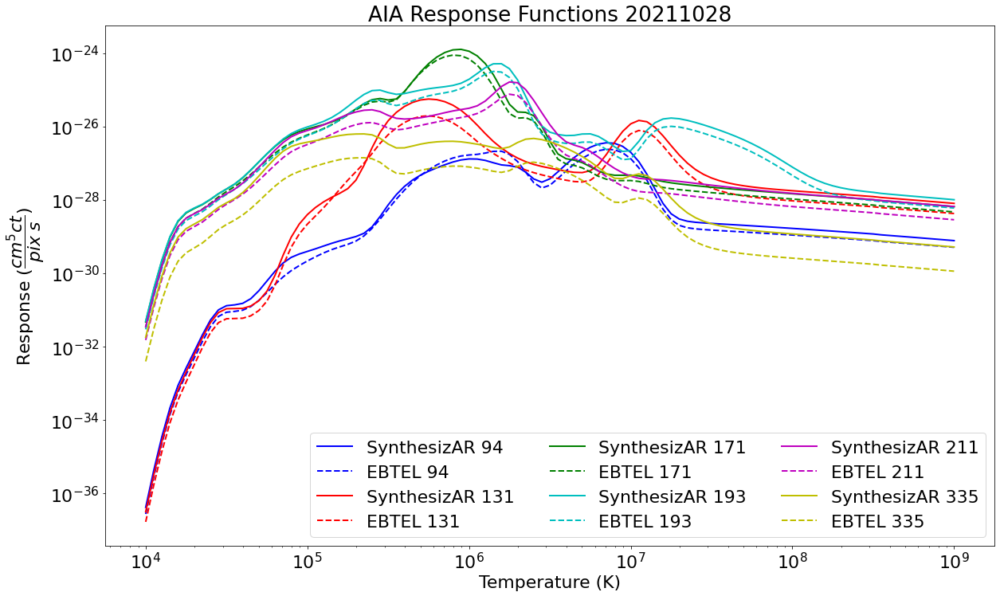 AIA Response Functions 20211028
Response ($\frac{cm^5ct}{pix\ s}$)
10^{-24}
10^{-26}
10^{-28}
10^{-30}
10^{-32}
10^{-34}
10^{-36}
SynthesizAR 94
EBTEL 94
SynthesizAR 131
EBTEL 131
SynthesizAR 171
EBTEL 171
SynthesizAR 193
EBTEL 193
SynthesizAR 211
EBTEL 211
SynthesizAR 335
EBTEL 335
10^4 10^5 10^6 10^7 10^8 10^9
Temperature (K)